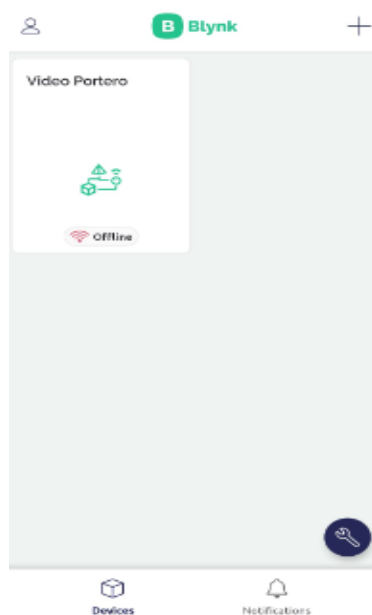 B Blynk
Video Portero
Offline
Devices
Notifications